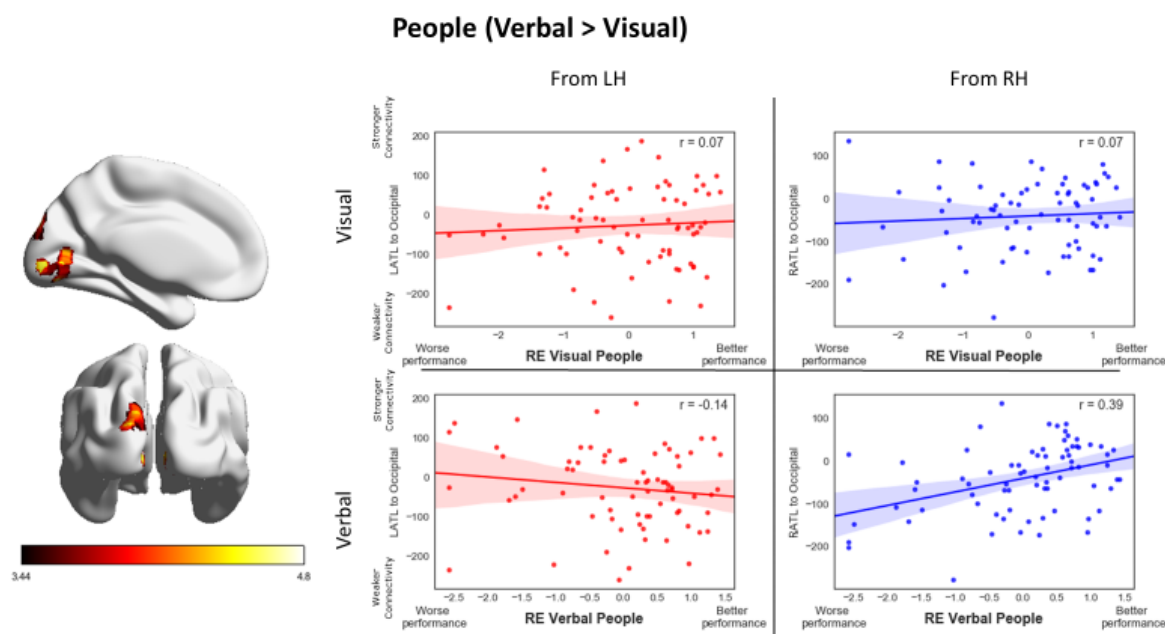 People (Verbal > Visual)
From LH
From RH
Visual
Stronger
Connectivity
Weaker
Connectivity
LATL to Occipital
200
100
0
−100
−200
r = 0.07
−2
−1
0
1
Worse
performance
RE Visual People
Better
performance
RATL to Occipital
100
0
−100
−200
r = 0.07
−2
−1
0
1
Worse
performance
RE Visual People
Better
performance
Verbal
Stronger
Connectivity
Weaker
Connectivity
LATL to Occipital
200
100
0
−100
−200
r = -0.14
−2.5
−2.0
−1.5
−1.0
−0.5
0.0
0.5
1.0
1.5
Worse
performance
RE Verbal People
Better
performance
RATL to Occipital
100
0
−100
−200
r = 0.39
−2.5
−2.0
−1.5
−1.0
−0.5
0.0
0.5
1.0
1.5
Worse
performance
RE Verbal People
Better
performance
3.44
4.8